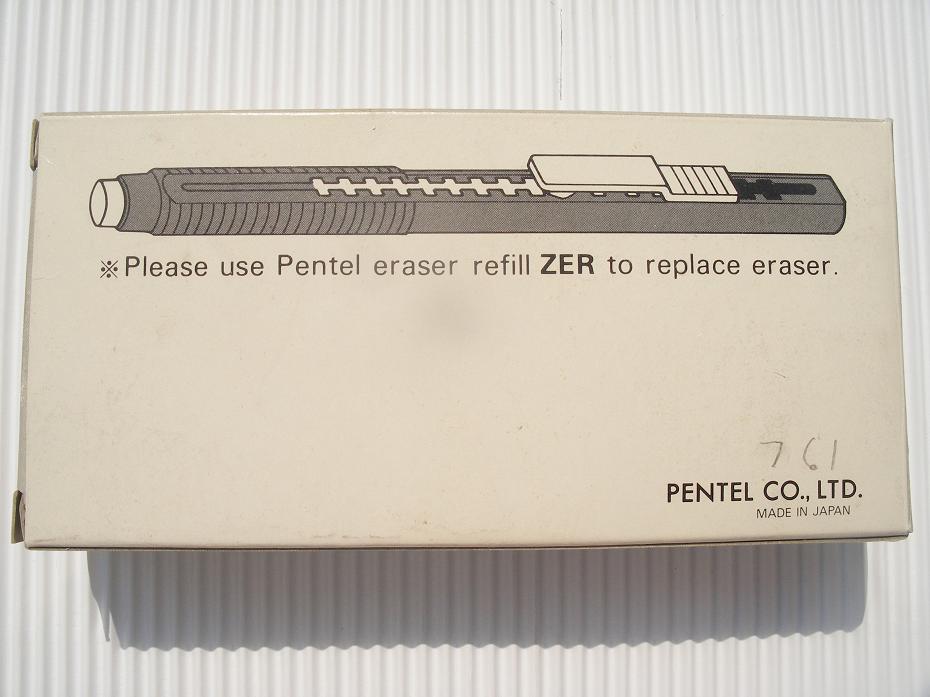 ※Please use Pentel eraser refill ZER to replace eraser.
761
PENTEL CO., LTD.
MADE IN JAPAN